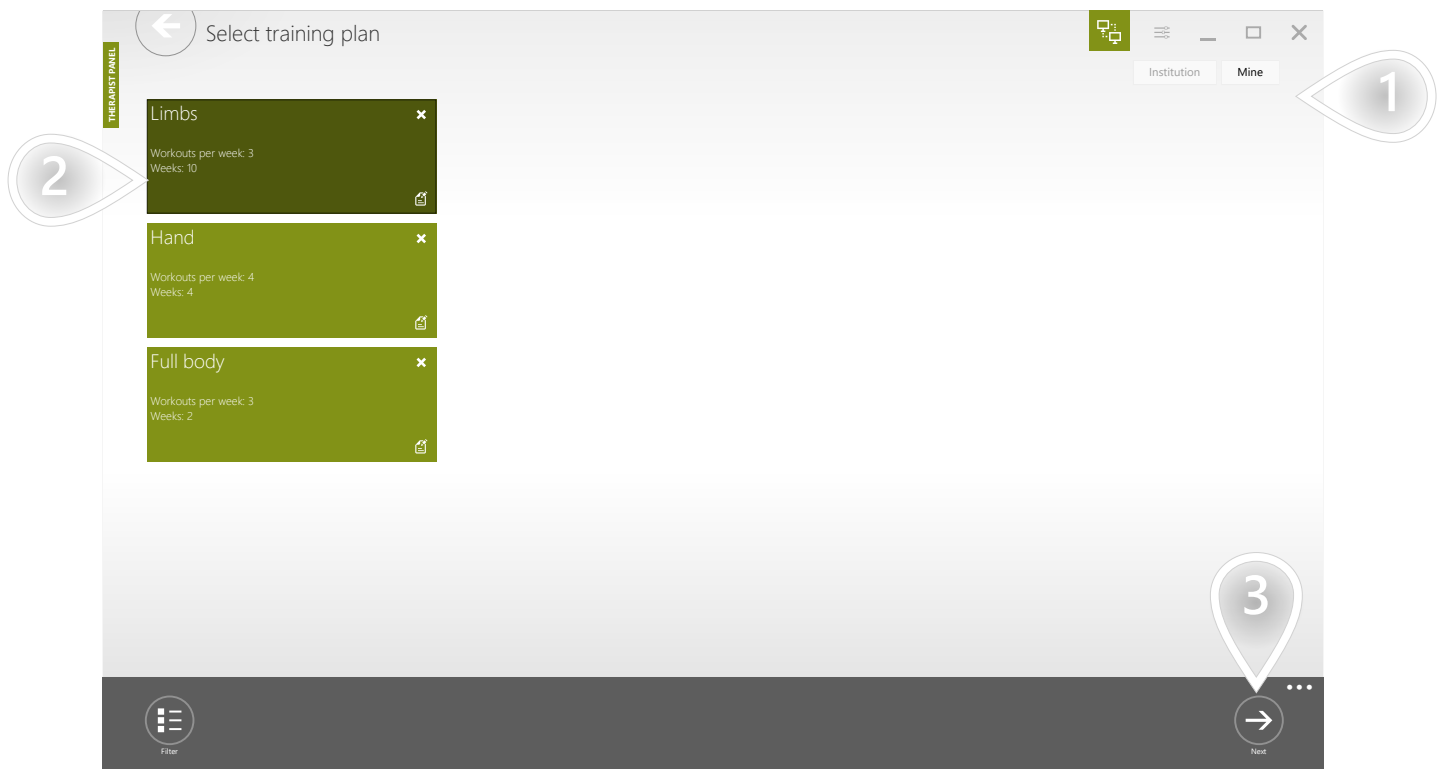 Select training plan
THERAPIST PANEL
Institution
Mine
1
Limbs
Workouts per week: 3
Weeks: 10
2
Hand
Workouts per week: 4
Weeks: 4
Full body
Workouts per week: 3
Weeks: 2
3
Filter
Next